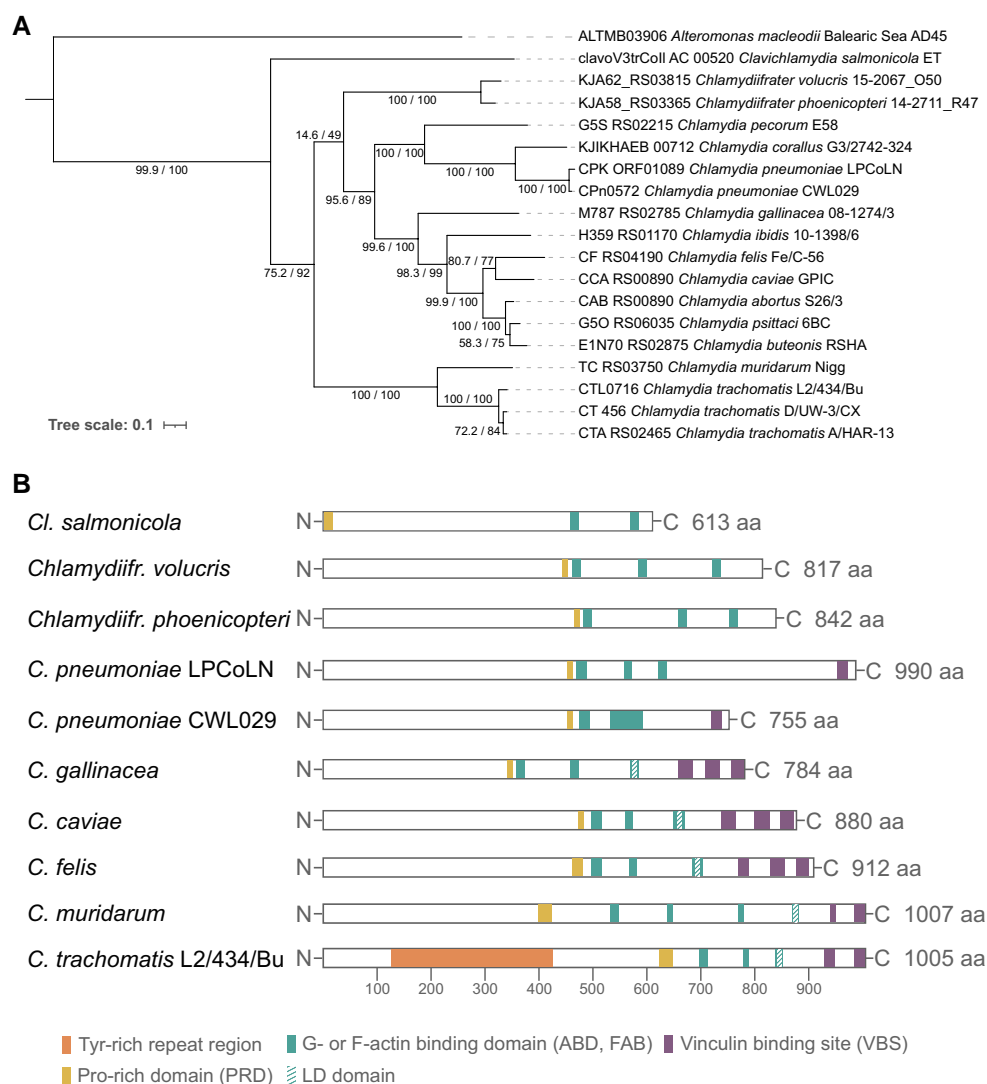 A
ALTMB03906 Alteromonas macleodii Balearic Sea AD45
clavoV3trColl AC 00520 Clavichlamydia salmonicola ET
KJA62_RS03815 Chlamydiifrater volucris 15-2067_O50
100 / 100
KJA58_RS03365 Chlamydiifrater phoenicopteri 14-2711_R47
14.6 / 49
G5S RS02215 Chlamydia pecorum E58
100 / 100
KJIKHAEB 00712 Chlamydia corallus G3/2742-324
99.9 / 100
100 / 100
CPK ORF01089 Chlamydia pneumoniae LPCoLN
100 / 100
CPn0572 Chlamydia pneumoniae CWL029
95.6 / 89
M787 RS02785 Chlamydia gallinacea 08-1274/3
H359 RS01170 Chlamydia ibidis 10-1398/6
99.6 / 100
80.7 / 77
CF RS04190 Chlamydia felis Fe/C-56
75.2 / 92
98.3 / 99
CCA RS00890 Chlamydia caviae GPIC
99.9 / 100
CAB RS00890 Chlamydia abortus S26/3
100 / 100
G5O RS06035 Chlamydia psittaci 6BC
58.3 / 75
E1N70 RS02875 Chlamydia buteonis RSHA
TC RS03750 Chlamydia muridarum Nigg
100 / 100
100 / 100
CTL0716 Chlamydia trachomatis L2/434/Bu
CT 456 Chlamydia trachomatis D/UW-3/CX
72.2 / 84
CTA RS02465 Chlamydia trachomatis A/HAR-13
Tree scale: 0.1
B
Cl. salmonicola N C 613 aa
Chlamydiifr. volucris N C 817 aa
Chlamydiifr. phoenicopteri N C 842 aa
C. pneumoniae LPCoLN N C 990 aa
C. pneumoniae CWL029 N C 755 aa
C. gallinacea N C 784 aa
C. caviae N C 880 aa
C. felis N C 912 aa
C. muridarum N C 1007 aa
C. trachomatis L2/434/Bu N C 1005 aa
100 200 300 400 500 600 700 800 900
Tyr-rich repeat region G- or F-actin binding domain (ABD, FAB) Vinculin binding site (VBS)
Pro-rich domain (PRD) LD domain